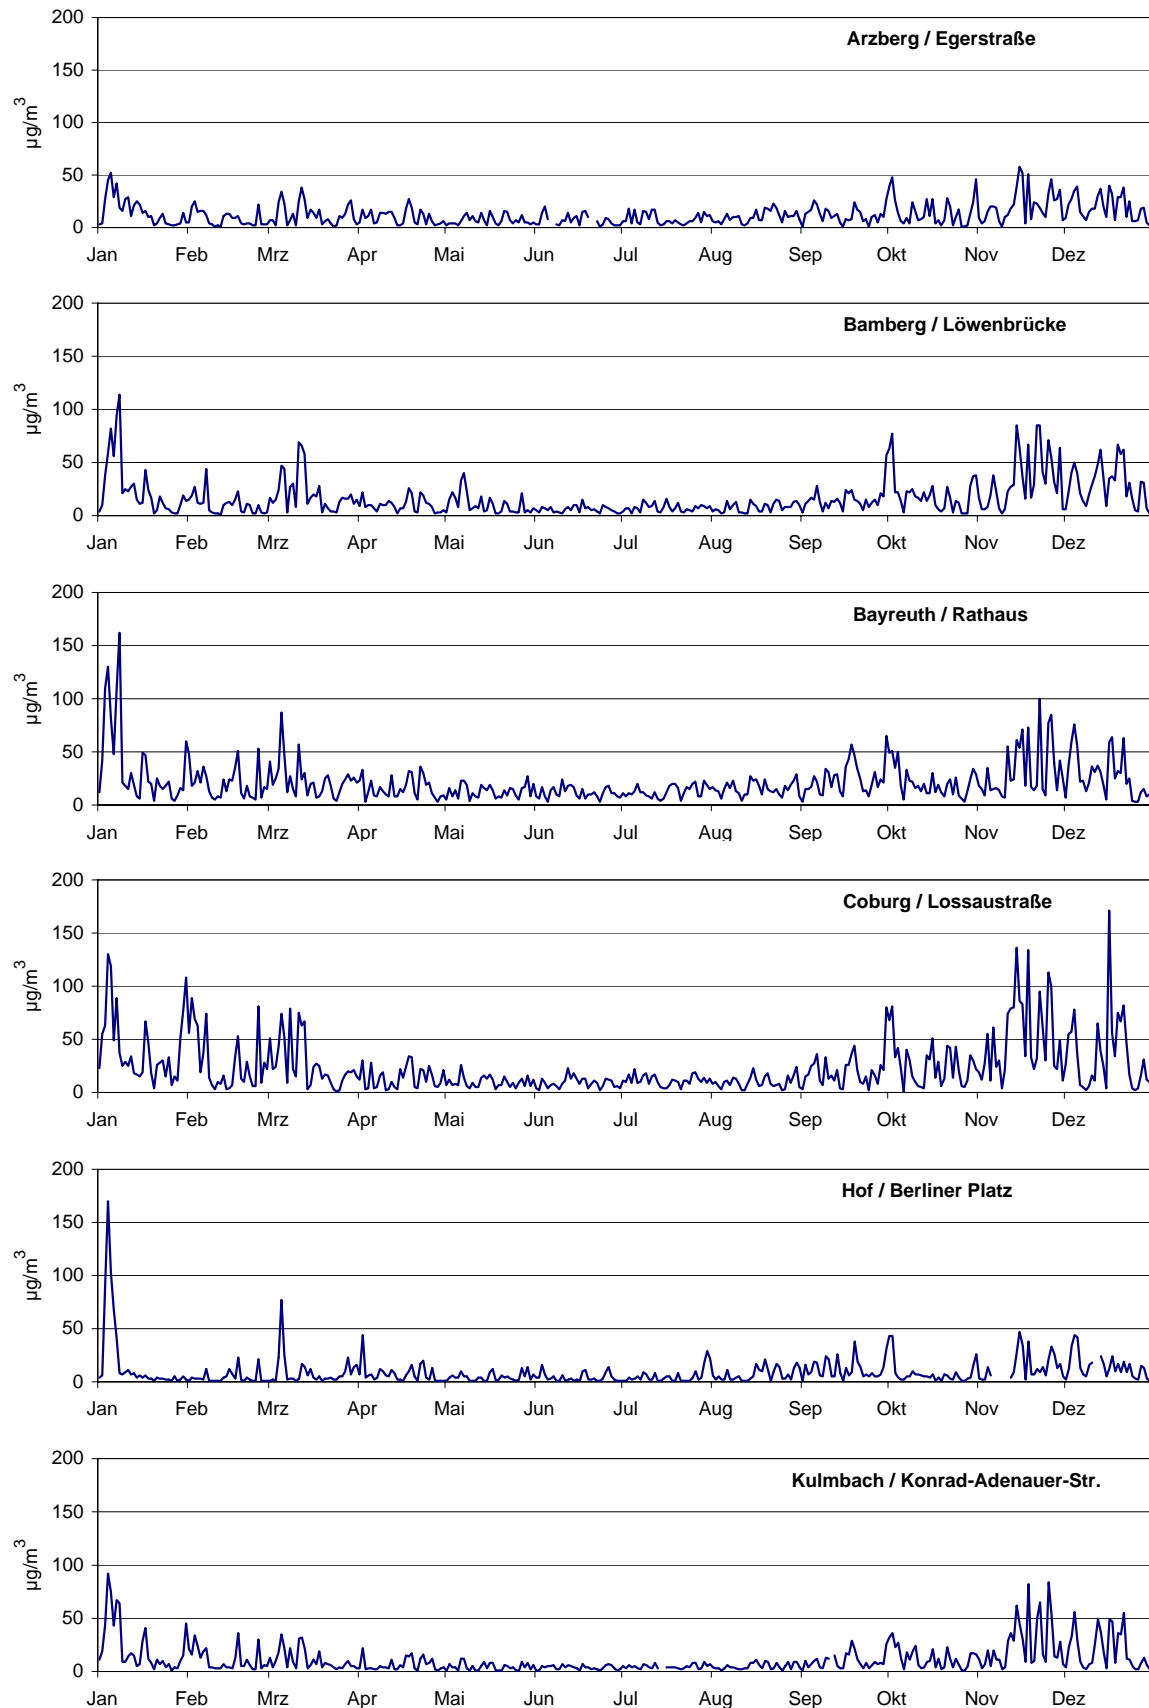 200
Arzberg / Egerstraße
150
100
50
0
µg/m³
Jan Feb Mrz Apr Mai Jun Jul Aug Sep Okt Nov Dez
200
Bamberg / Löwenbrücke
150
100
50
0
µg/m³
Jan Feb Mrz Apr Mai Jun Jul Aug Sep Okt Nov Dez
200
Bayreuth / Rathaus
150
100
50
0
µg/m³
Jan Feb Mrz Apr Mai Jun Jul Aug Sep Okt Nov Dez
200
Coburg / Lossaustraße
150
100
50
0
µg/m³
Jan Feb Mrz Apr Mai Jun Jul Aug Sep Okt Nov Dez
200
Hof / Berliner Platz
150
100
50
0
µg/m³
Jan Feb Mrz Apr Mai Jun Jul Aug Sep Okt Nov Dez
200
Kulmbach / Konrad-Adenauer-Str.
150
100
50
0
µg/m³
Jan Feb Mrz Apr Mai Jun Jul Aug Sep Okt Nov Dez